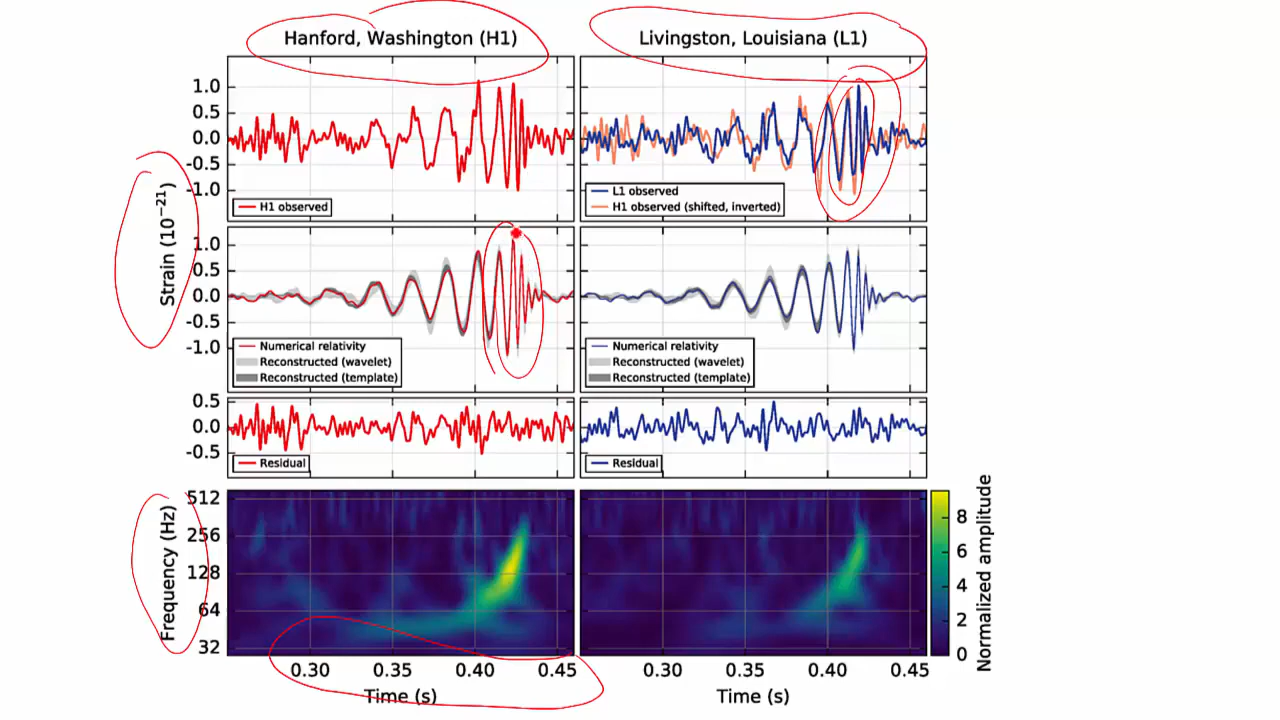 Hanford, Washington (H1)
Livingston, Louisiana (L1)
1.0
0.5
0.0
-0.5
-1.0
H1 observed
L1 observed
H1 observed (shifted, inverted)
Strain (10⁻²¹)
1.0
0.5
0.0
-0.5
-1.0
Numerical relativity
Reconstructed (wavelet)
Reconstructed (template)
Numerical relativity
Reconstructed (wavelet)
Reconstructed (template)
0.5
0.0
-0.5
Residual
Residual
Frequency (Hz)
512
256
128
64
32
8
6
4
2
0
Normalized amplitude
0.30 0.35 0.40 0.45
0.30 0.35 0.40 0.45
Time (s)
Time (s)